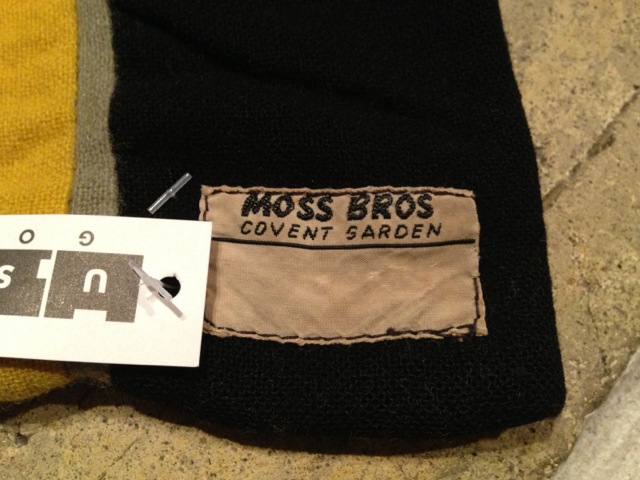 MOSS BROS
COVENT GARDEN
G O
U S